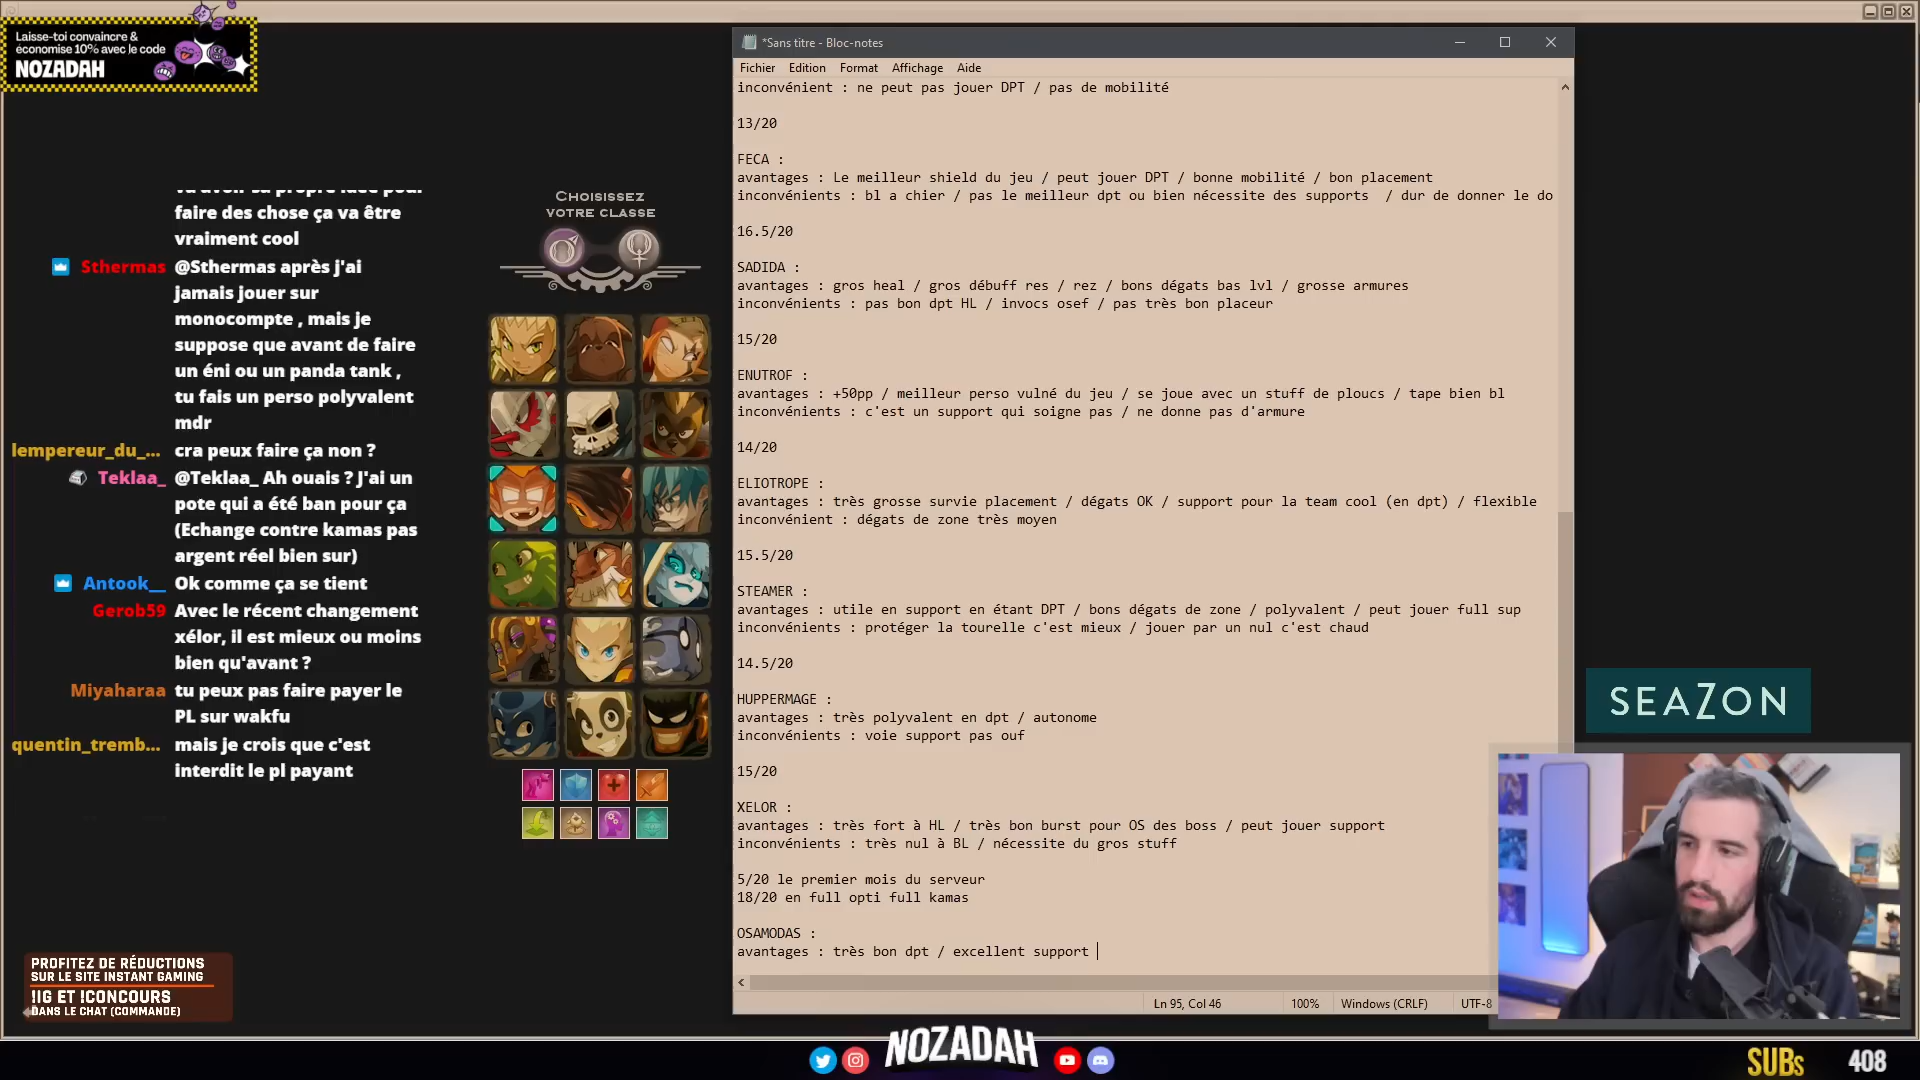 Laisse-toi convaincre &
économise 10% avec le code
NOZADAH
faire des chose ça va être
vraiment cool
Sthermas @Sthermas après j'ai
jamais jouer sur
monocompte , mais je
suppose que avant de faire
un éni ou un panda tank ,
tu fais un perso polyvalent
mdr
lempereur_du_... cra peux faire ça non ?
Teklaa_ @Teklaa_ Ah ouais ? J'ai un
pote qui a été ban pour ça
(Echange contre kamas pas
argent réel bien sur)
Antook__ Ok comme ça se tient
Gerob59 Avec le récent changement
xélor, il est mieux ou moins
bien qu'avant ?
Miyaharaa tu peux pas faire payer le
PL sur wakfu
quentin_tremb... mais je crois que c'est
interdit le pl payant
PROFITEZ DE RÉDUCTIONS
SUR LE SITE INSTANT GAMING
!IG ET !CONCOURS
DANS LE CHAT (COMMANDE)
CHOISISSEZ
VOTRE CLASSE
*Sans titre - Bloc-notes
Fichier Edition Format Affichage Aide
inconvénient : ne peut pas jouer DPT / pas de mobilité
13/20
FECA :
avantages : Le meilleur shield du jeu / peut jouer DPT / bonne mobilité / bon placement
inconvénients : bl a chier / pas le meilleur dpt ou bien nécessite des supports / dur de donner le do
16.5/20
SADIDA :
avantages : gros heal / gros débuff res / rez / bons dégats bas lvl / grosse armures
inconvénients : pas bon dpt HL / invocs osef / pas très bon placeur
15/20
ENUTROF :
avantages : +50pp / meilleur perso vulné du jeu / se joue avec un stuff de ploucs / tape bien bl
inconvénients : c'est un support qui soigne pas / ne donne pas d'armure
14/20
ELIOTROPE :
avantages : très grosse survie placement / dégats OK / support pour la team cool (en dpt) / flexible
inconvénient : dégats de zone très moyen
15.5/20
STEAMER :
avantages : utile en support en étant DPT / bons dégats de zone / polyvalent / peut jouer full sup
inconvénients : protéger la tourelle c'est mieux / jouer par un nul c'est chaud
14.5/20
HUPPERMAGE :
avantages : très polyvalent en dpt / autonome
inconvénients : voie support pas ouf
15/20
XELOR :
avantages : très fort à HL / très bon burst pour OS des boss / peut jouer support
inconvénients : très nul à BL / nécessite du gros stuff
5/20 le premier mois du serveur
18/20 en full opti full kamas
OSAMODAS :
avantages : très bon dpt / excellent support
Ln 95, Col 46 100% Windows (CRLF) UTF-8
SEAZON
NOZADAH
SUBs 408